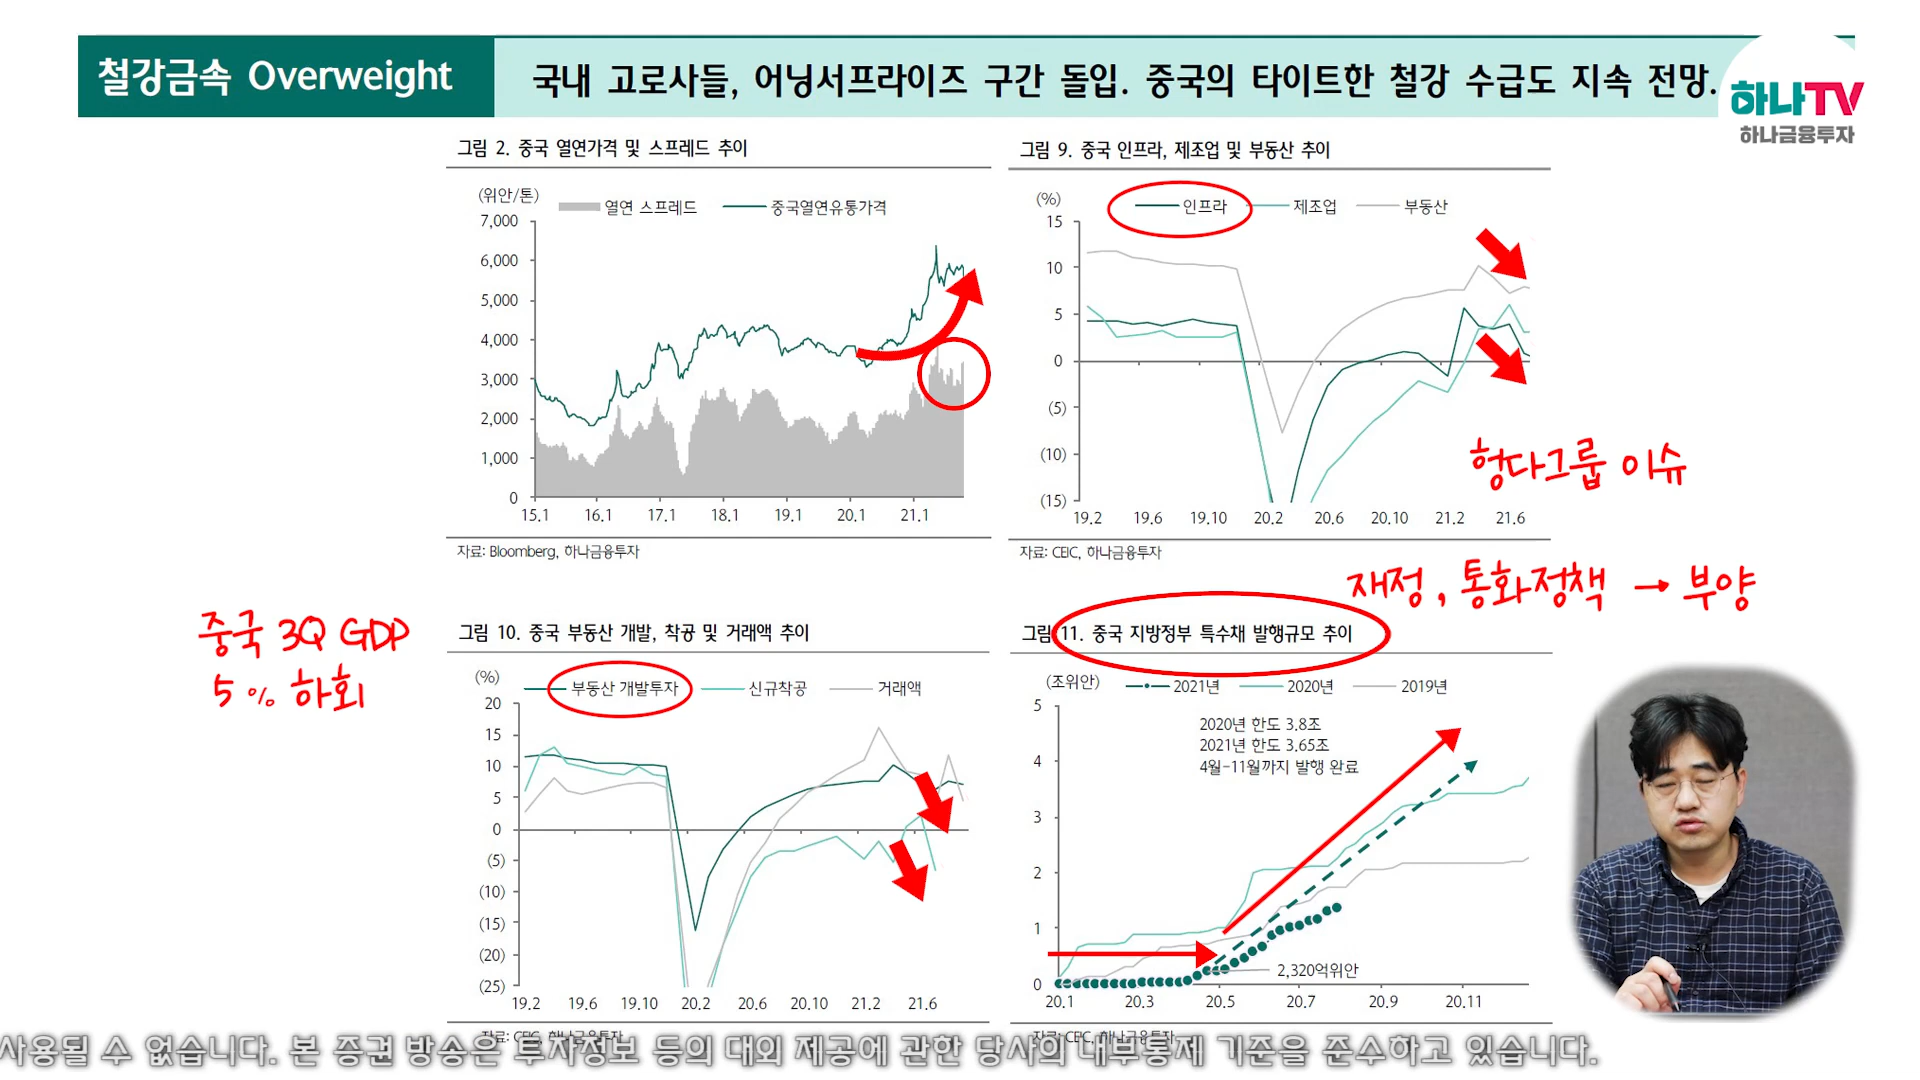 철강금속 Overweight
국내 고로사들, 어닝서프라이즈 구간 돌입. 중국의 타이트한 철강 수급도 지속 전망.
하나TV
하나금융투자
그림 2. 중국 열연가격 및 스프레드 추이
(위안/톤)
열연 스프레드 중국열연유통가격
7,000
6,000
5,000
4,000
3,000
2,000
1,000
0
15.1 16.1 17.1 18.1 19.1 20.1 21.1
자료: Bloomberg, 하나금융투자
그림 9. 중국 인프라, 제조업 및 부동산 추이
(%)
인프라 제조업 부동산
15
10
5
0
(5)
(10)
(15)
19.2 19.6 19.10 20.2 20.6 20.10 21.2 21.6
자료: CEIC, 하나금융투자
헝다그룹 이슈
재정, 통화정책 → 부양
중국 3Q GDP
5% 하회
그림 10. 중국 부동산 개발, 착공 및 거래액 추이
(%)
부동산 개발투자 신규착공 거래액
20
15
10
5
0
(5)
(10)
(15)
(20)
(25)
19.2 19.6 19.10 20.2 20.6 20.10 21.2 21.6
자료: CEIC, 하나금융투자
그림 11. 중국 지방정부 특수채 발행규모 추이
(조위안)
2021년 2020년 2019년
2020년 한도 3.8조
2021년 한도 3.65조
4월-11월까지 발행 완료
5
4
3
2
1
0
2,320억위안
20.1 20.3 20.5 20.7 20.9 20.11
자료: CEIC, 하나금융투자
사용될 수 없습니다. 본 증권 방송은 투자정보 등의 대외 제공에 관한 당사의 내부통제 기준을 준수하고 있습니다.